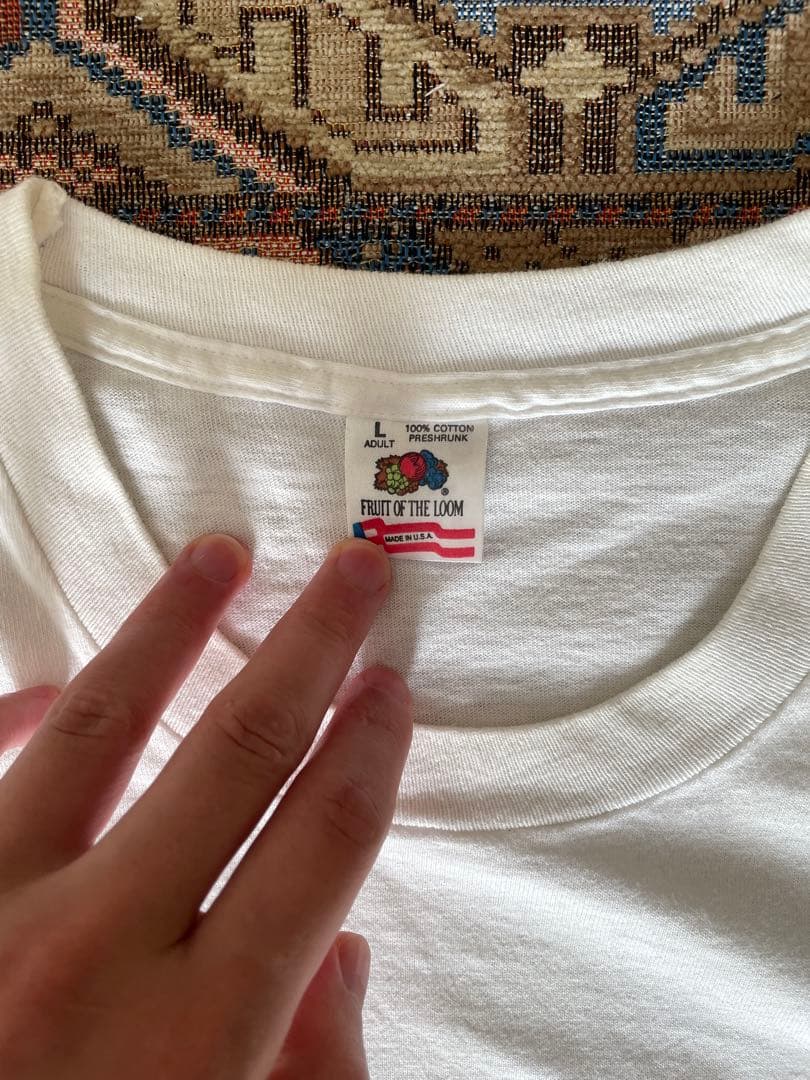 L
ADULT
100% COTTON
PRESHRUNK
®
FRUIT OF THE LOOM
MADE IN U.S.A.